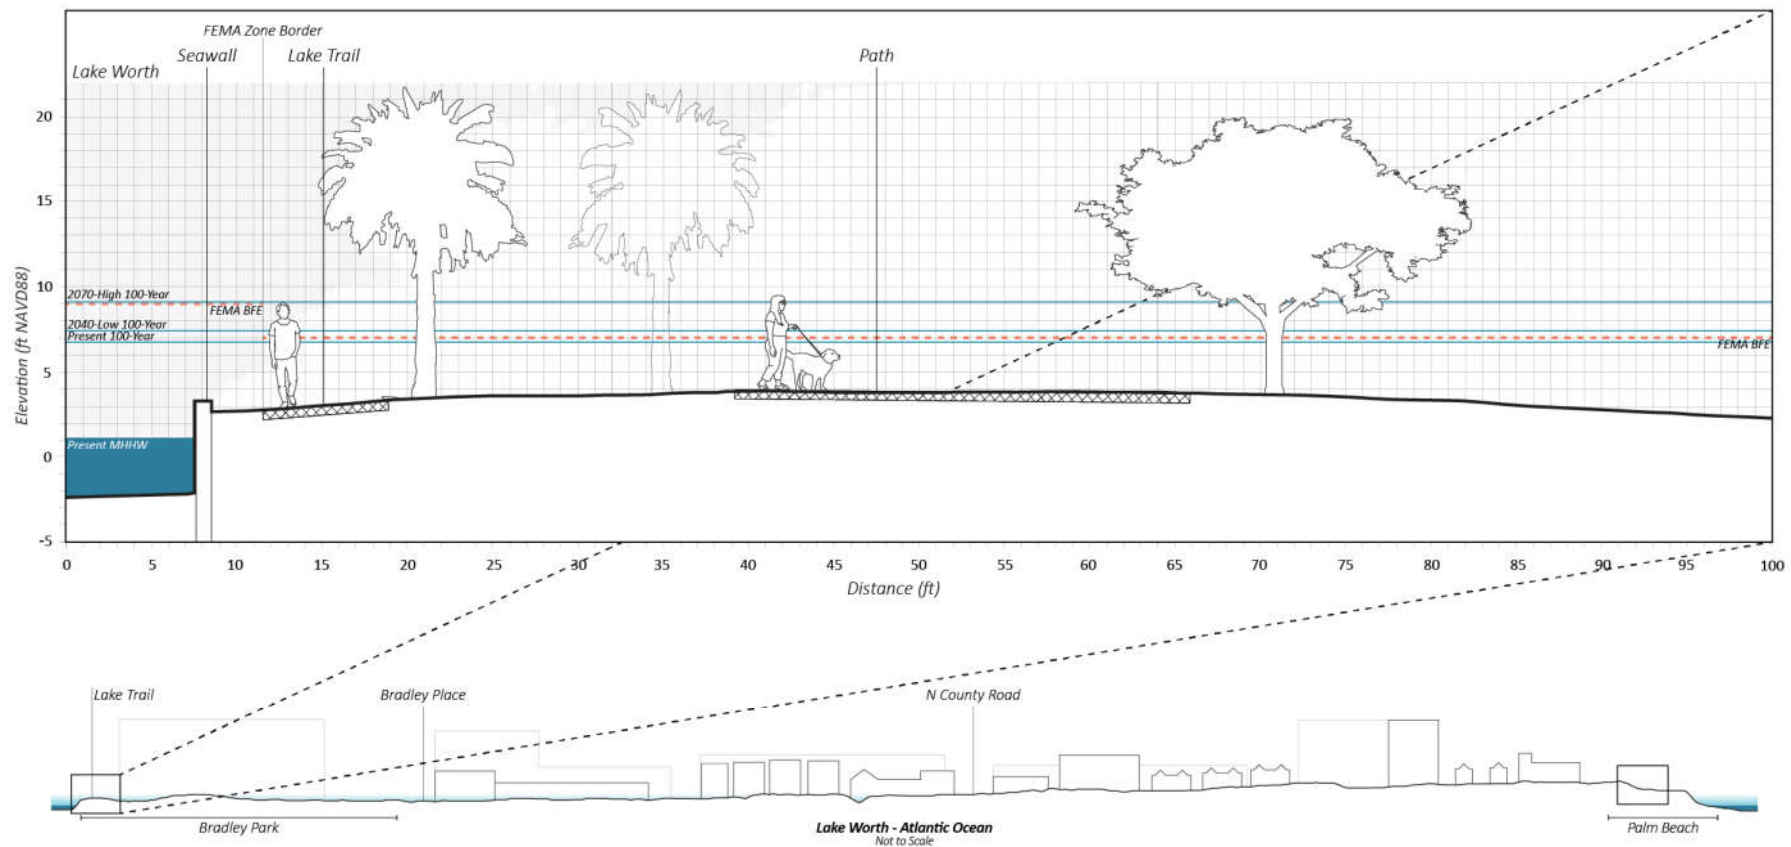 FEMA Zone Border
Seawall
Lake Trail
Path
Lake Worth
20
15
10
5
0
-5
Elevation (ft NAVD88)
2070-High 100-Year
FEMA BFE
2040-Low 100-Year
Present 100-Year
FEMA BFE
Present MHHW
0 5 10 15 20 25 30 35 40 45 50 55 60 65 70 75 80 85 90 95 100
Distance (ft)
Lake Trail
Bradley Place
N County Road
Bradley Park
Lake Worth - Atlantic Ocean
Not to Scale
Palm Beach